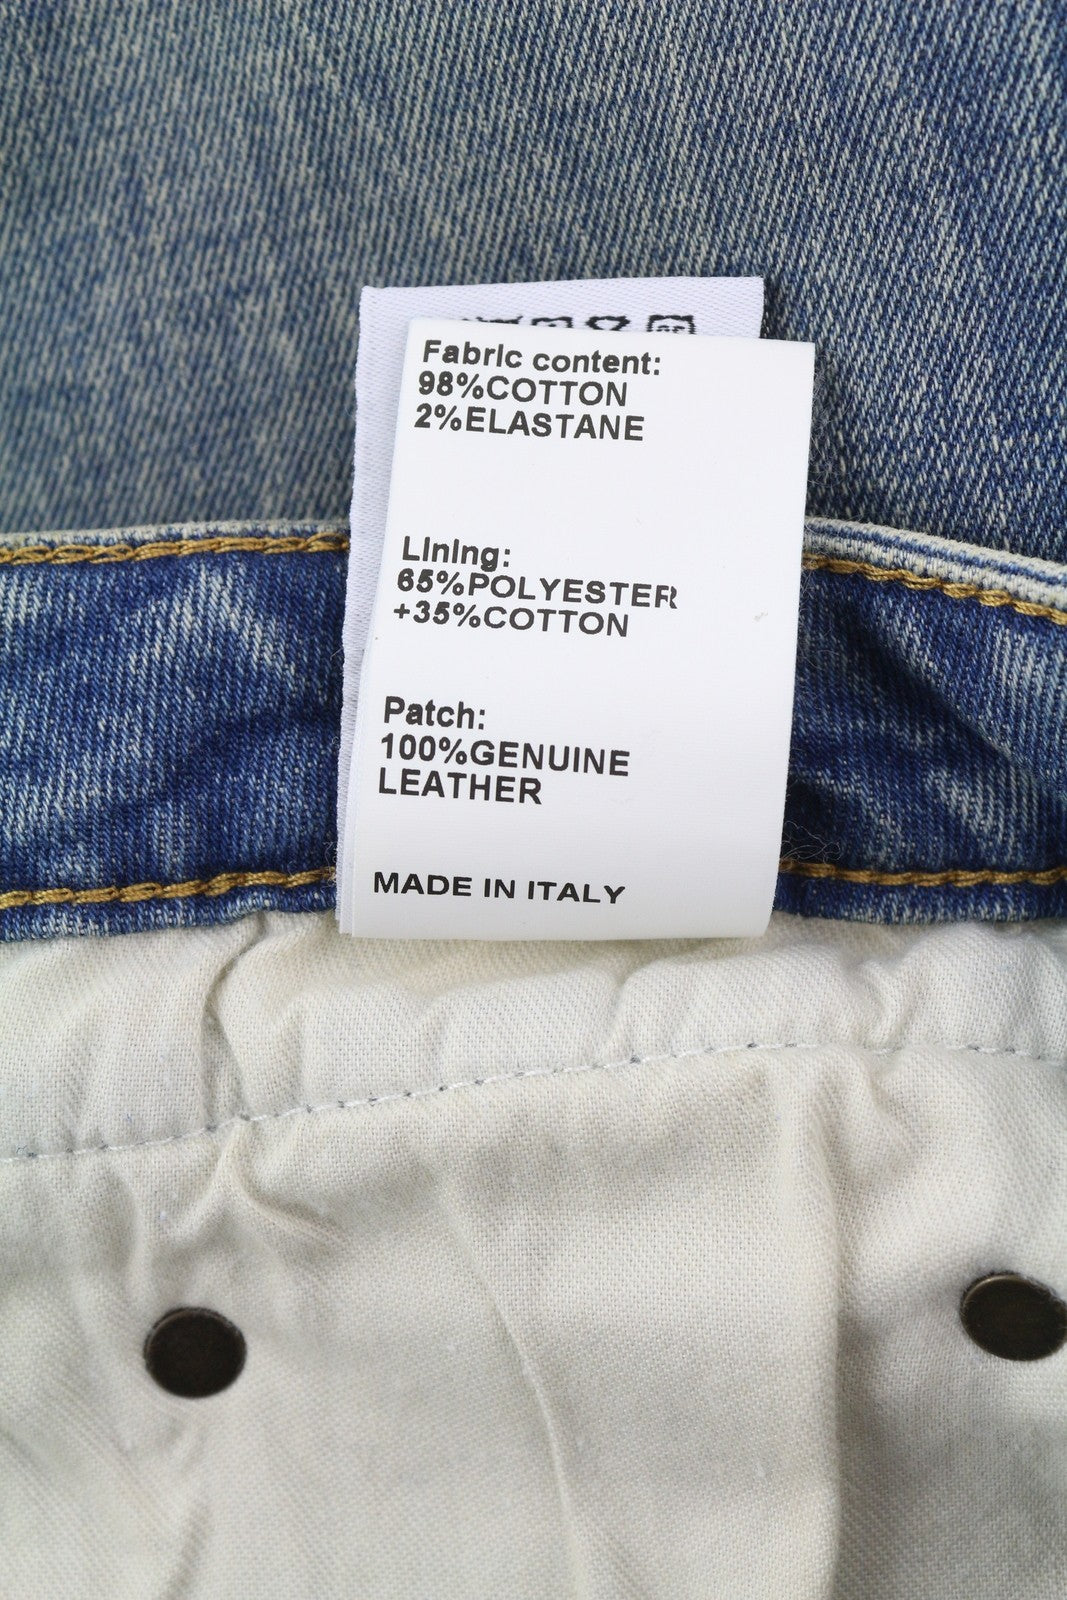 Fabric content:
98%COTTON
2%ELASTANE
Lining:
65%POLYESTER
+35%COTTON
Patch:
100%GENUINE
LEATHER
MADE IN ITALY